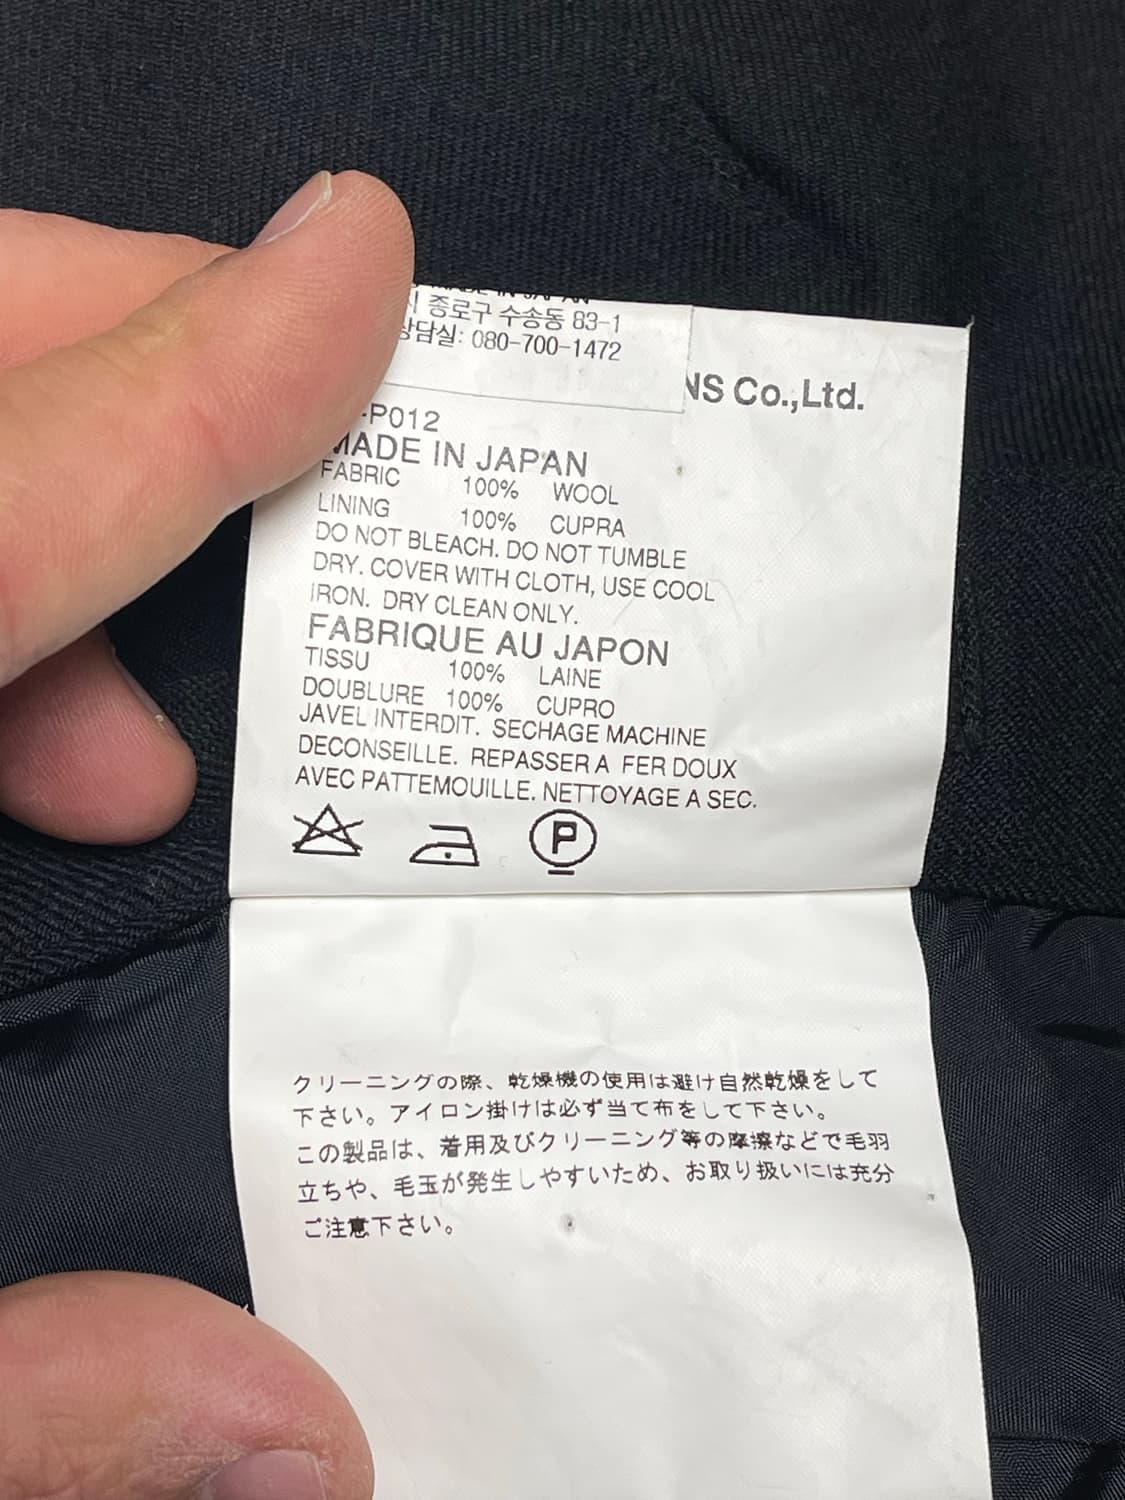 MADE IN JAPAN
시 종로구 수송동 83-1
상담실: 080-700-1472
NS Co.,Ltd.
-P012
MADE IN JAPAN
FABRIC 100% WOOL
LINING 100% CUPRA
DO NOT BLEACH. DO NOT TUMBLE
DRY. COVER WITH CLOTH, USE COOL
IRON. DRY CLEAN ONLY.
FABRIQUE AU JAPON
TISSU 100% LAINE
DOUBLURE 100% CUPRO
JAVEL INTERDIT. SECHAGE MACHINE
DECONSEILLE. REPASSER A FER DOUX
AVEC PATTEMOUILLE. NETTOYAGE A SEC.
P
クリーニングの際、乾燥機の使用は避け自然乾燥をして
下さい。アイロン掛けは必ず当て布をして下さい。
この製品は、着用及びクリーニング等の摩擦などで毛羽
立ちや、毛玉が発生しやすいため、お取り扱いには充分
ご注意下さい。